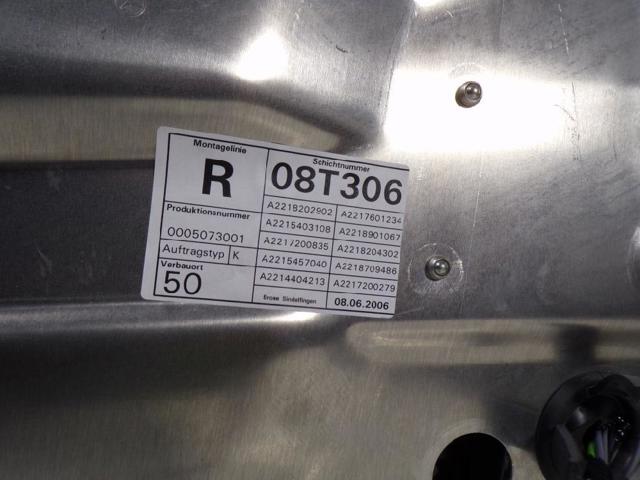 Montagelinie
R
Schichtnummer
08T306
Produktionsnummer
0005073001
Auftragstyp K
Verbauort
50
A2218202902 A2217601234
A2215403108 A2218901067
A2217200835 A2218204302
A2215457040 A2218709486
A2214404213 A2217200279
Brose Sindelfingen 08.06.2006